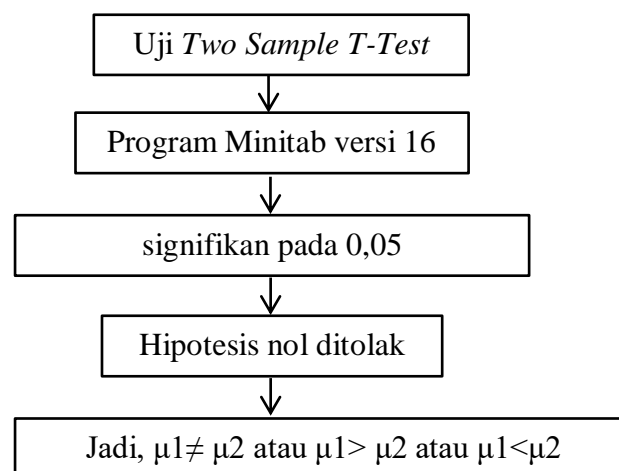 Uji Two Sample T-Test
Program Minitab versi 16
signifikan pada 0,05
Hipotesis nol ditolak
Jadi, μ1≠ μ2 atau μ1> μ2 atau μ1<μ2